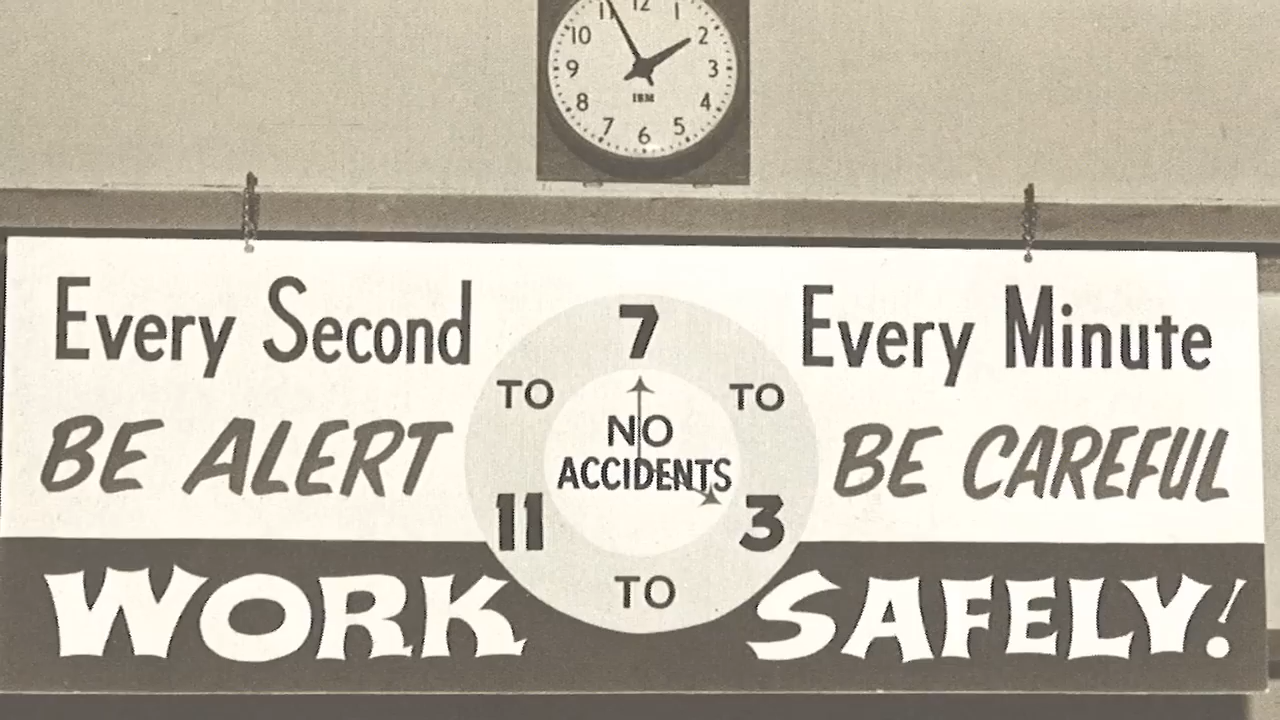 11 12 1
10 2
9 3
8 4
7 6 5
IBM
Every Second
BE ALERT
7
TO TO
NO
ACCIDENTS
11 3
TO
Every Minute
BE CAREFUL
WORK SAFELY!